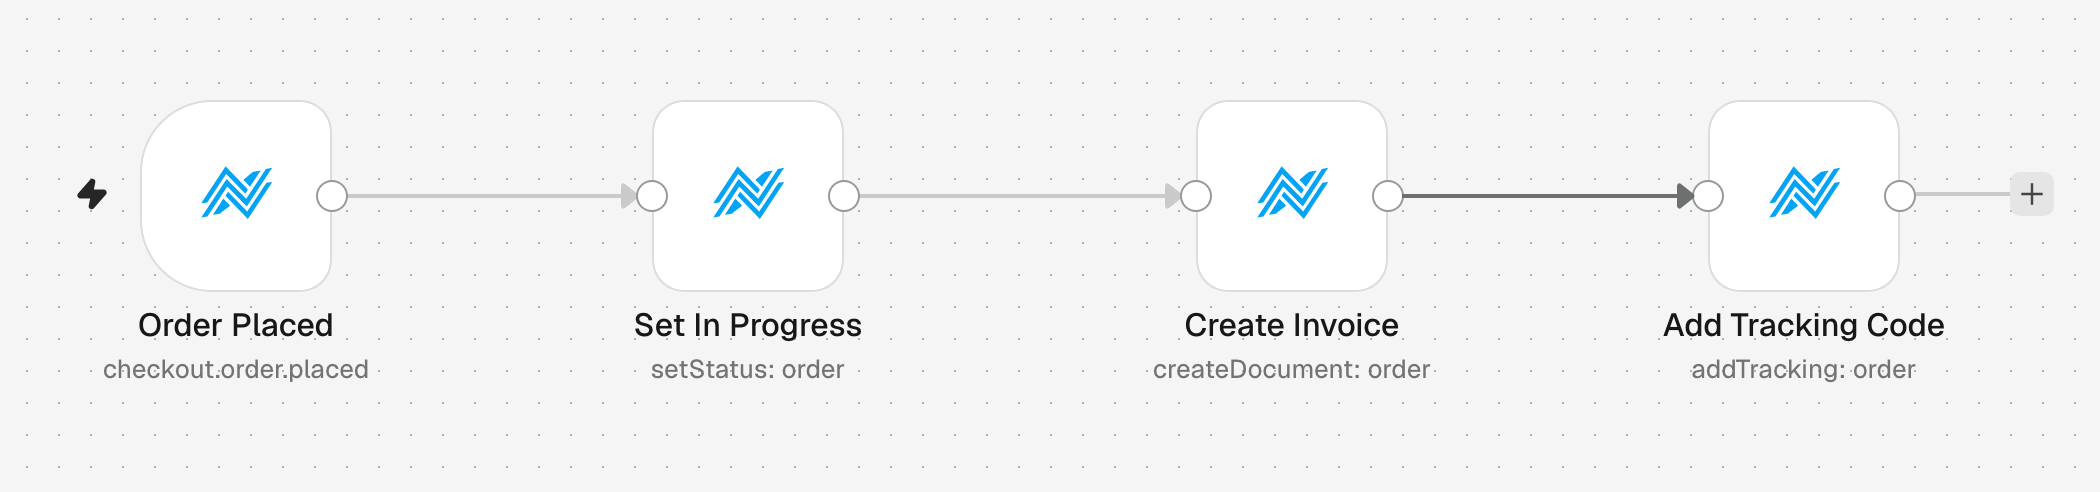 Order Placed
checkout.order.placed
Set In Progress
setStatus: order
Create Invoice
createDocument: order
Add Tracking Code
addTracking: order